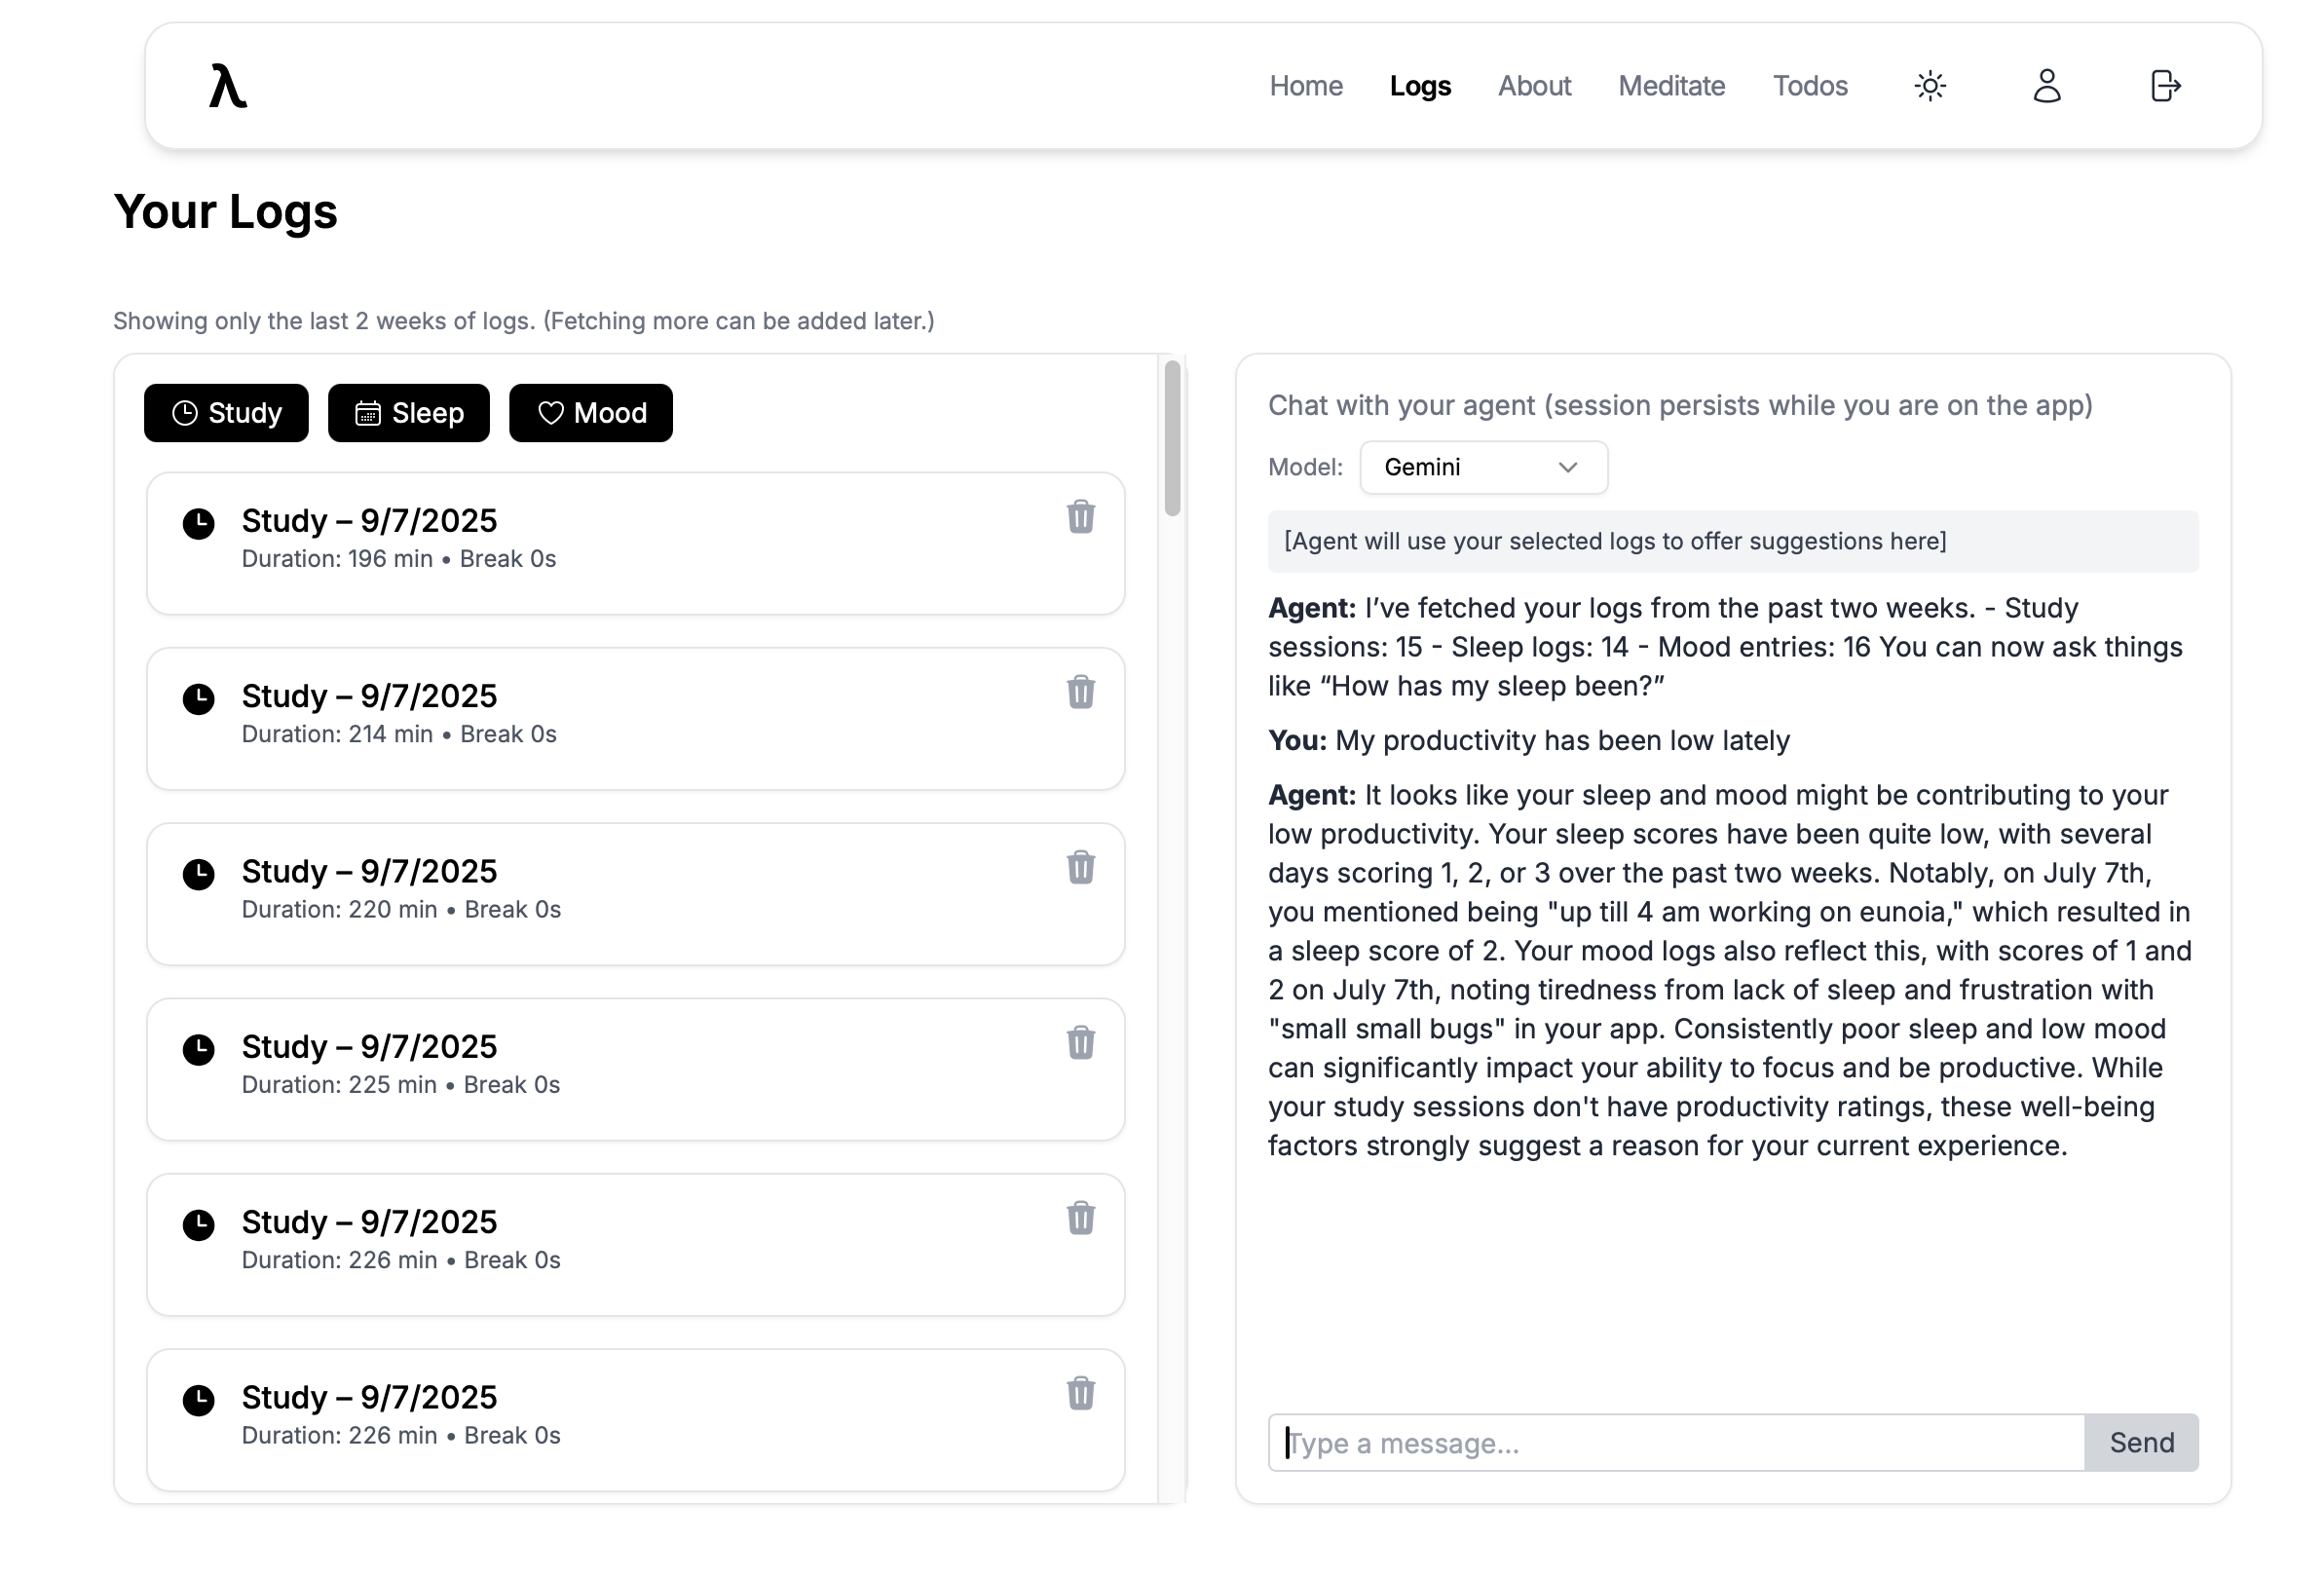 λ
Home Logs About Meditate Todos
Your Logs
Showing only the last 2 weeks of logs. (Fetching more can be added later.)
Study Sleep Mood
Study – 9/7/2025
Duration: 196 min • Break 0s
Study – 9/7/2025
Duration: 214 min • Break 0s
Study – 9/7/2025
Duration: 220 min • Break 0s
Study – 9/7/2025
Duration: 225 min • Break 0s
Study – 9/7/2025
Duration: 226 min • Break 0s
Study – 9/7/2025
Duration: 226 min • Break 0s
Chat with your agent (session persists while you are on the app)
Model: Gemini
[Agent will use your selected logs to offer suggestions here]
Agent: I’ve fetched your logs from the past two weeks. - Study
sessions: 15 - Sleep logs: 14 - Mood entries: 16 You can now ask things
like “How has my sleep been?”
You: My productivity has been low lately
Agent: It looks like your sleep and mood might be contributing to your
low productivity. Your sleep scores have been quite low, with several
days scoring 1, 2, or 3 over the past two weeks. Notably, on July 7th,
you mentioned being "up till 4 am working on eunoia," which resulted in
a sleep score of 2. Your mood logs also reflect this, with scores of 1 and
2 on July 7th, noting tiredness from lack of sleep and frustration with
"small small bugs" in your app. Consistently poor sleep and low mood
can significantly impact your ability to focus and be productive. While
your study sessions don't have productivity ratings, these well-being
factors strongly suggest a reason for your current experience.
Type a message...
Send